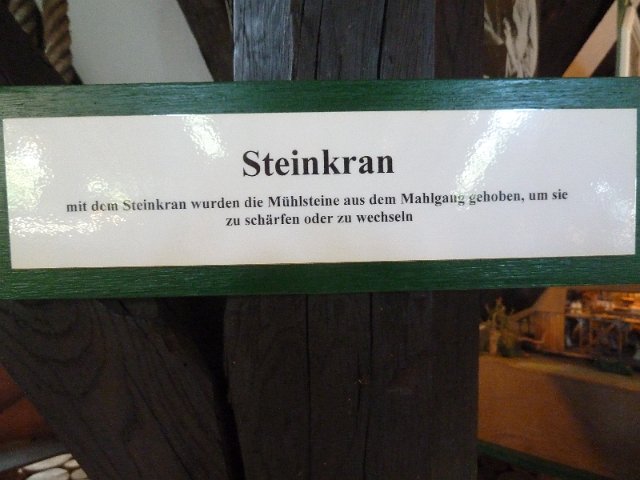 Steinkran
mit dem Steinkran wurden die Mühlsteine aus dem Mahlgang gehoben, um sie
zu schärfen oder zu wechseln